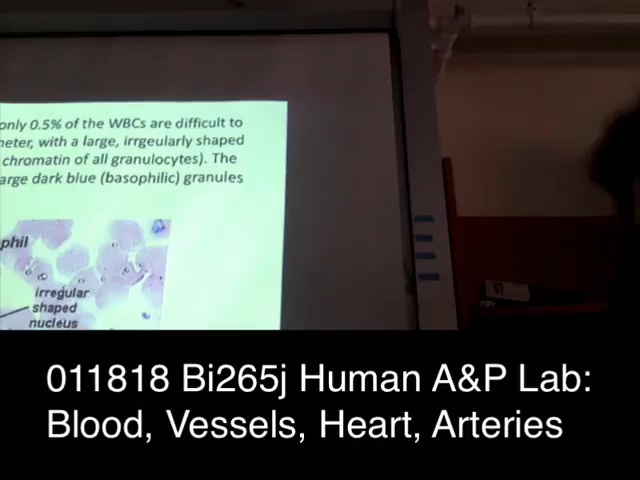 only 0.5% of the WBCs are difficult to
meter, with a large, irrgeularly shaped
chromatin of all granulocytes). The
arge dark blue (basophilic) granules
phil
irregular
shaped
nucleus
011818 Bi265j Human A&P Lab:
Blood, Vessels, Heart, Arteries